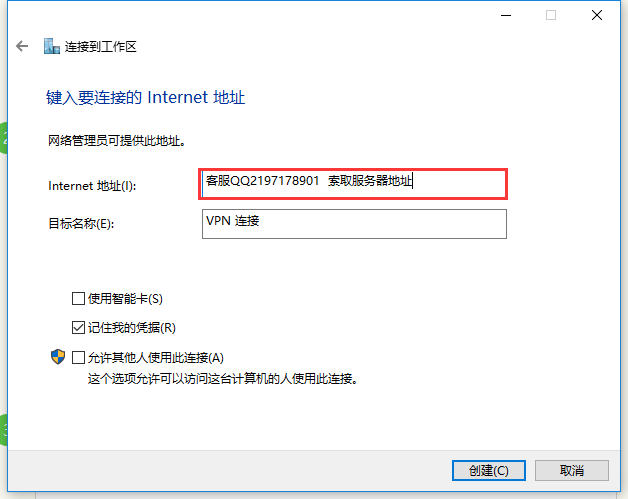 连接到工作区
键入要连接的 Internet 地址
网络管理员可提供此地址。
Internet 地址(I):
客服QQ2197178901 索取服务器地址
目标名称(E):
VPN 连接
使用智能卡(S)
记住我的凭据(R)
允许其他人使用此连接(A)
这个选项允许可以访问这台计算机的人使用此连接。
创建(C)
取消